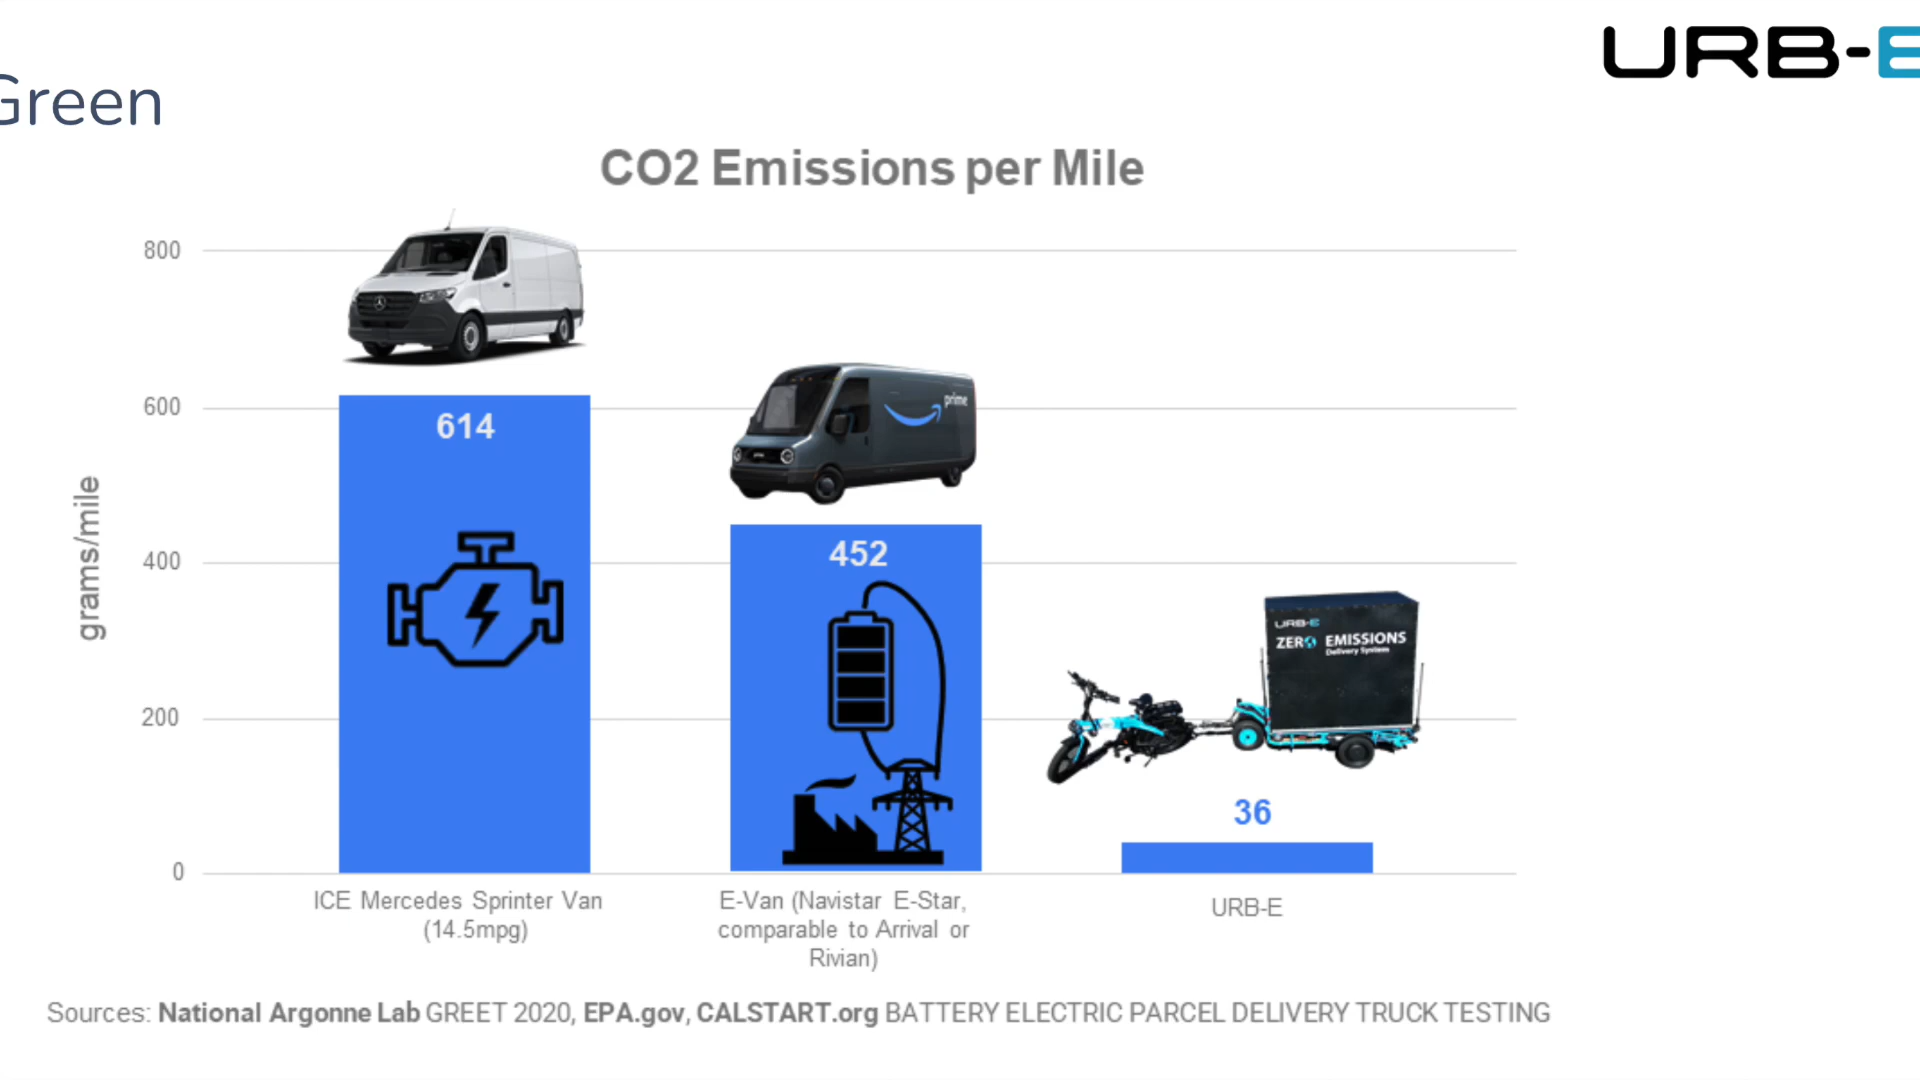 URB-E
Green
CO2 Emissions per Mile
800
600
400
200
0
grams/mile
614
prime
452
URB-E
ZERO EMISSIONS
Delivery System
36
ICE Mercedes Sprinter Van
(14.5mpg)
E-Van (Navistar E-Star,
comparable to Arrival or
Rivian)
URB-E
Sources: National Argonne Lab GREET 2020, EPA.gov, CALSTART.org BATTERY ELECTRIC PARCEL DELIVERY TRUCK TESTING